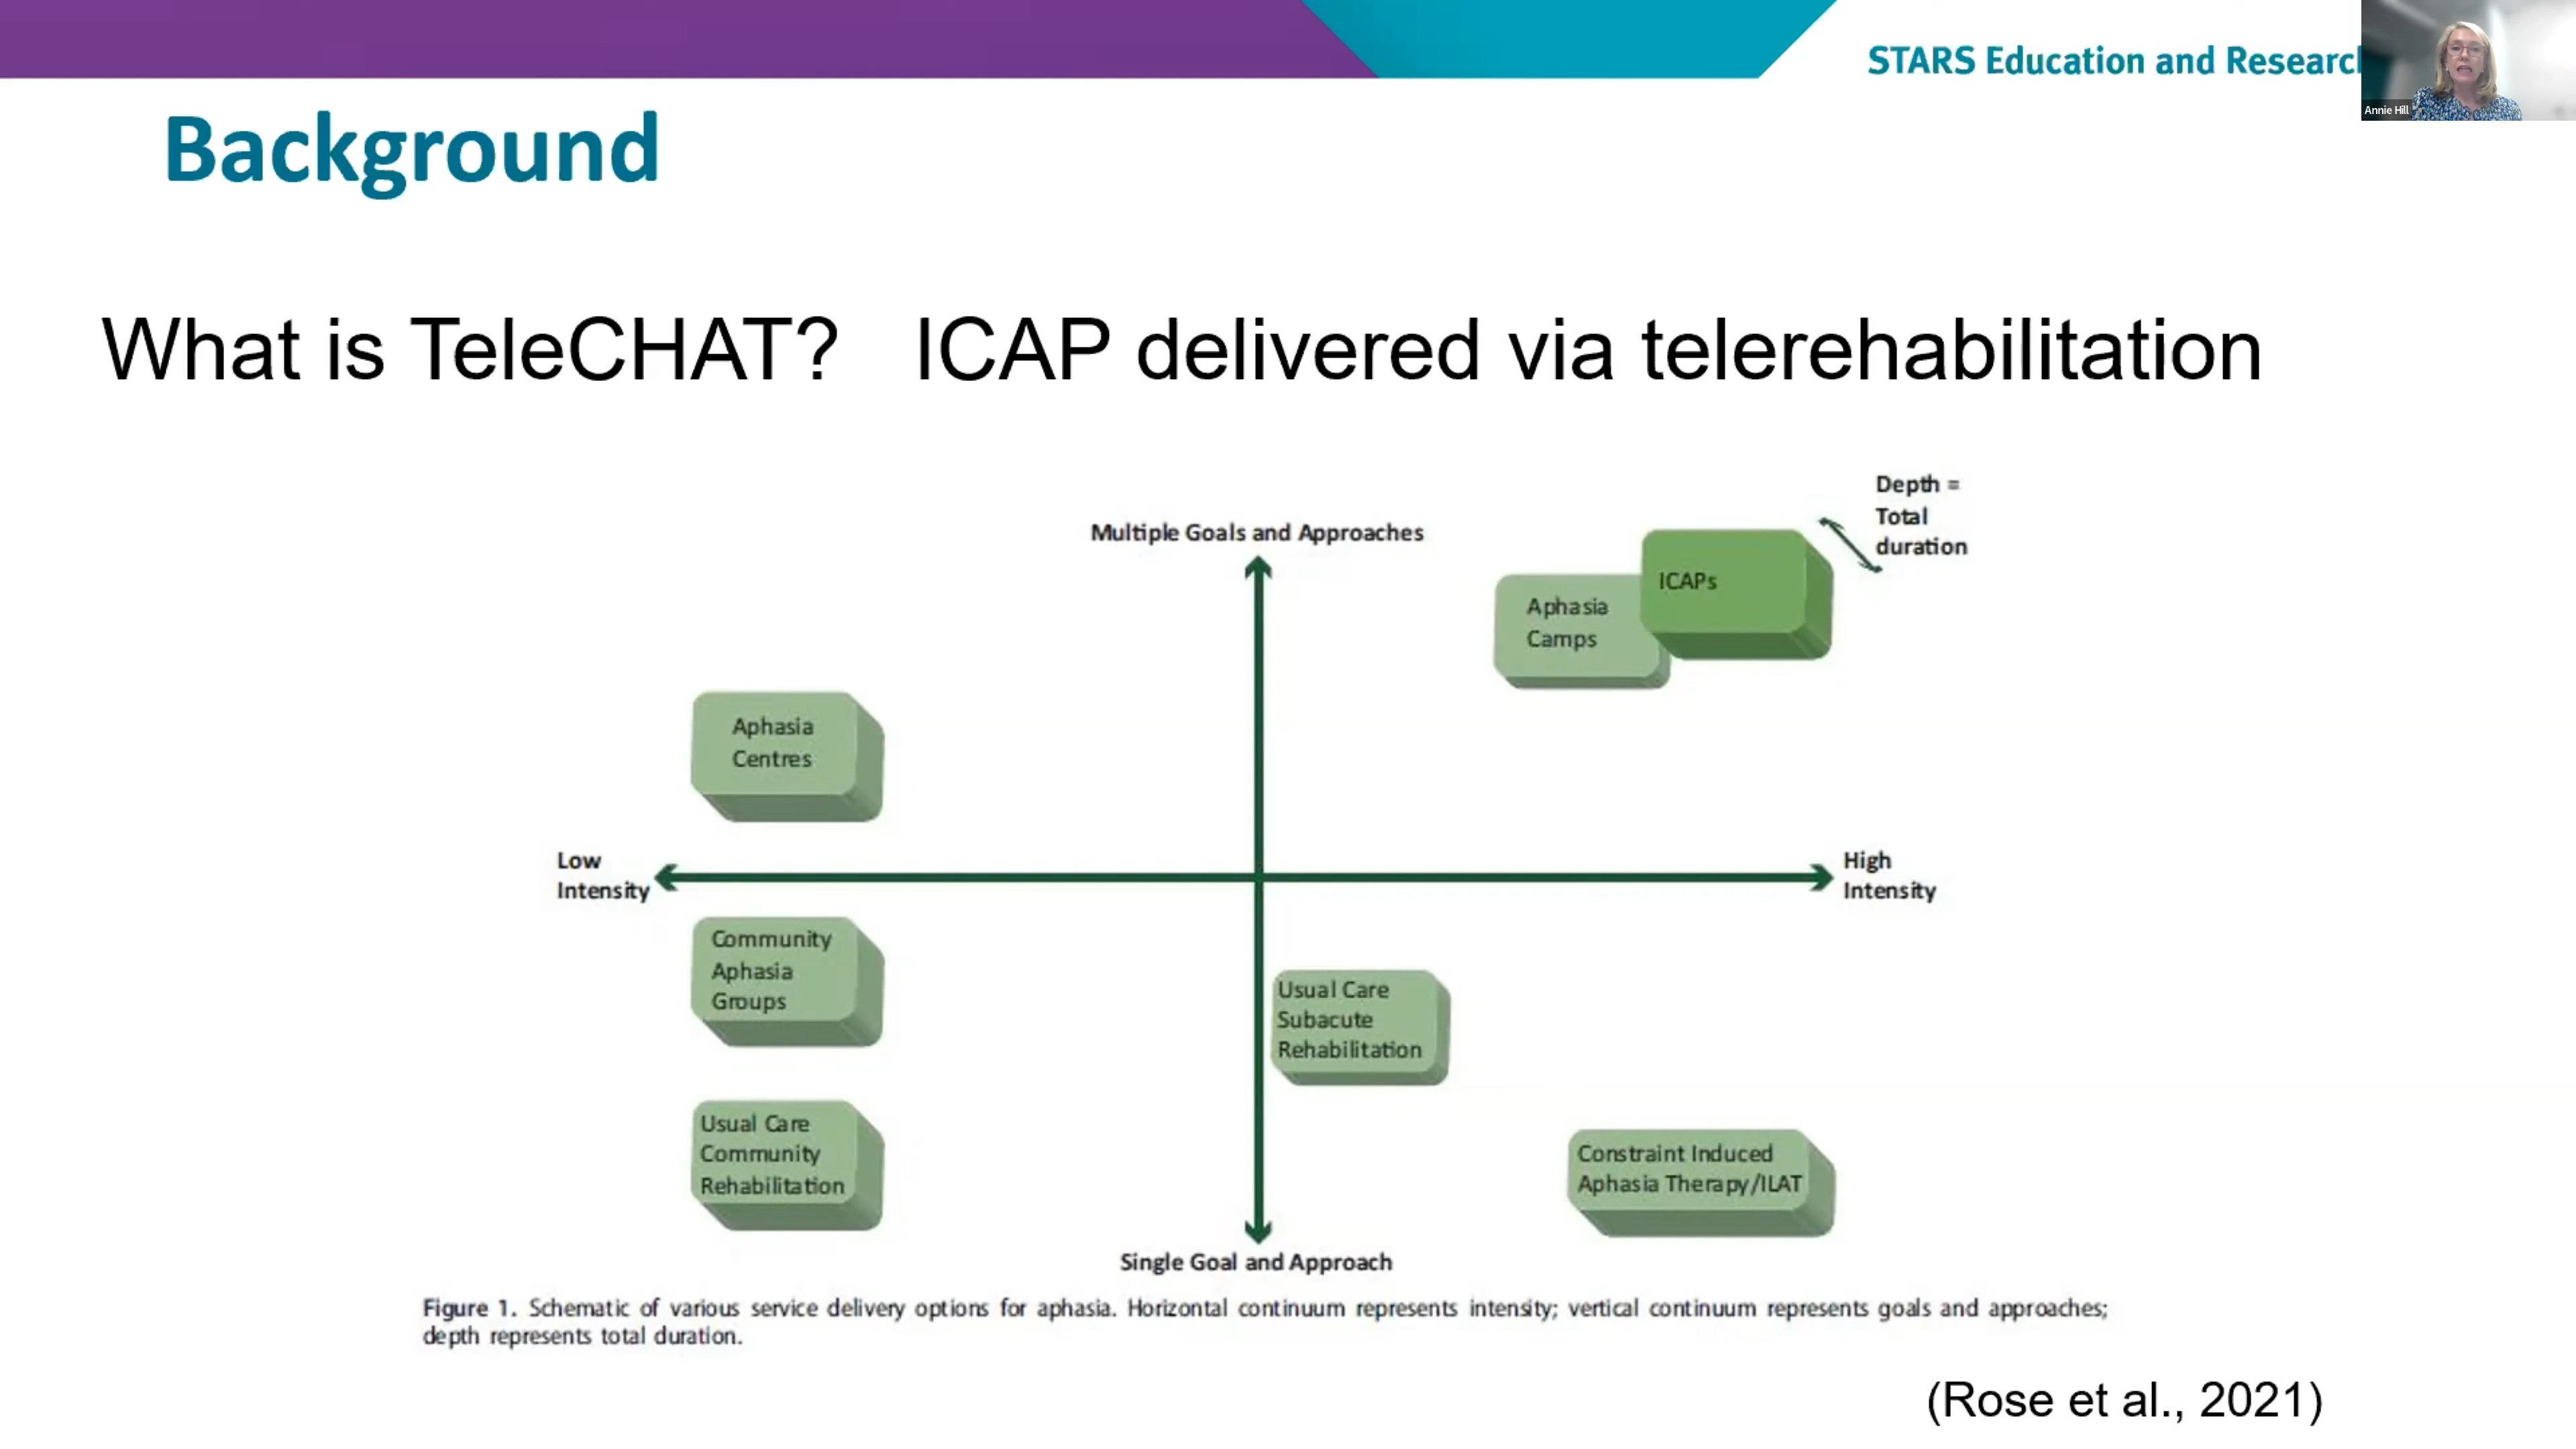 STARS Education and Researc
Annie Hill
Background
What is TeleCHAT? ICAP delivered via telerehabilitation
Depth =
Total
duration
Multiple Goals and Approaches
ICAPs
Aphasia
Camps
Aphasia
Centres
Low
Intensity
High
Intensity
Community
Aphasia
Groups
Usual Care
Subacute
Rehabilitation
Usual Care
Community
Rehabilitation
Constraint Induced
Aphasia Therapy/ILAT
Single Goal and Approach
Figure 1. Schematic of various service delivery options for aphasia. Horizontal continuum represents intensity; vertical continuum represents goals and approaches;
depth represents total duration.
(Rose et al., 2021)